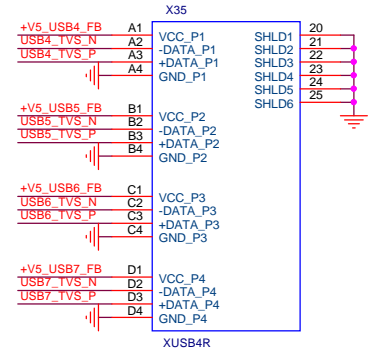 X35
+V5_USB4_FB A1 VCC_P1 SHLD1 20
USB4_TVS_N A2 -DATA_P1 SHLD2 21
USB4_TVS_P A3 +DATA_P1 SHLD3 22
A4 GND_P1 SHLD4 23
SHLD5 24
SHLD6 25
+V5_USB5_FB B1 VCC_P2
USB5_TVS_N B2 -DATA_P2
USB5_TVS_P B3 +DATA_P2
B4 GND_P2
+V5_USB6_FB C1 VCC_P3
USB6_TVS_N C2 -DATA_P3
USB6_TVS_P C3 +DATA_P3
C4 GND_P3
+V5_USB7_FB D1 VCC_P4
USB7_TVS_N D2 -DATA_P4
USB7_TVS_P D3 +DATA_P4
D4 GND_P4
XUSB4R